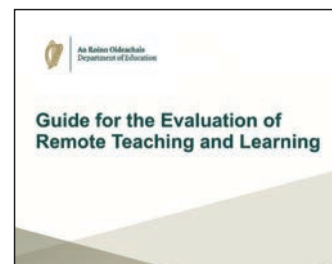 An Roinn Oideachais
Department of Education
Guide for the Evaluation of
Remote Teaching and Learning